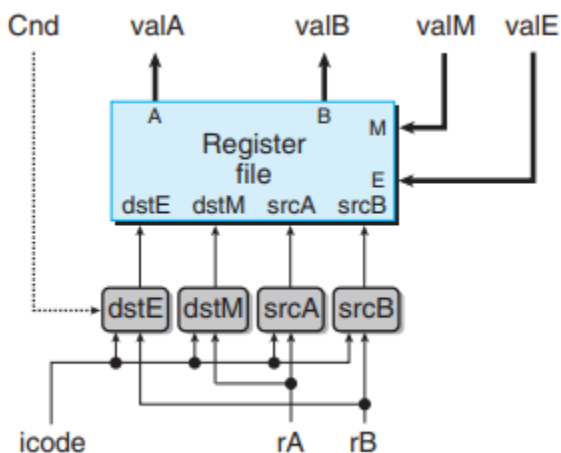 Cnd valA valB valM valE
A B
M
Register
file
E
dstE dstM srcA srcB
dstE dstM srcA srcB
icode rA rB